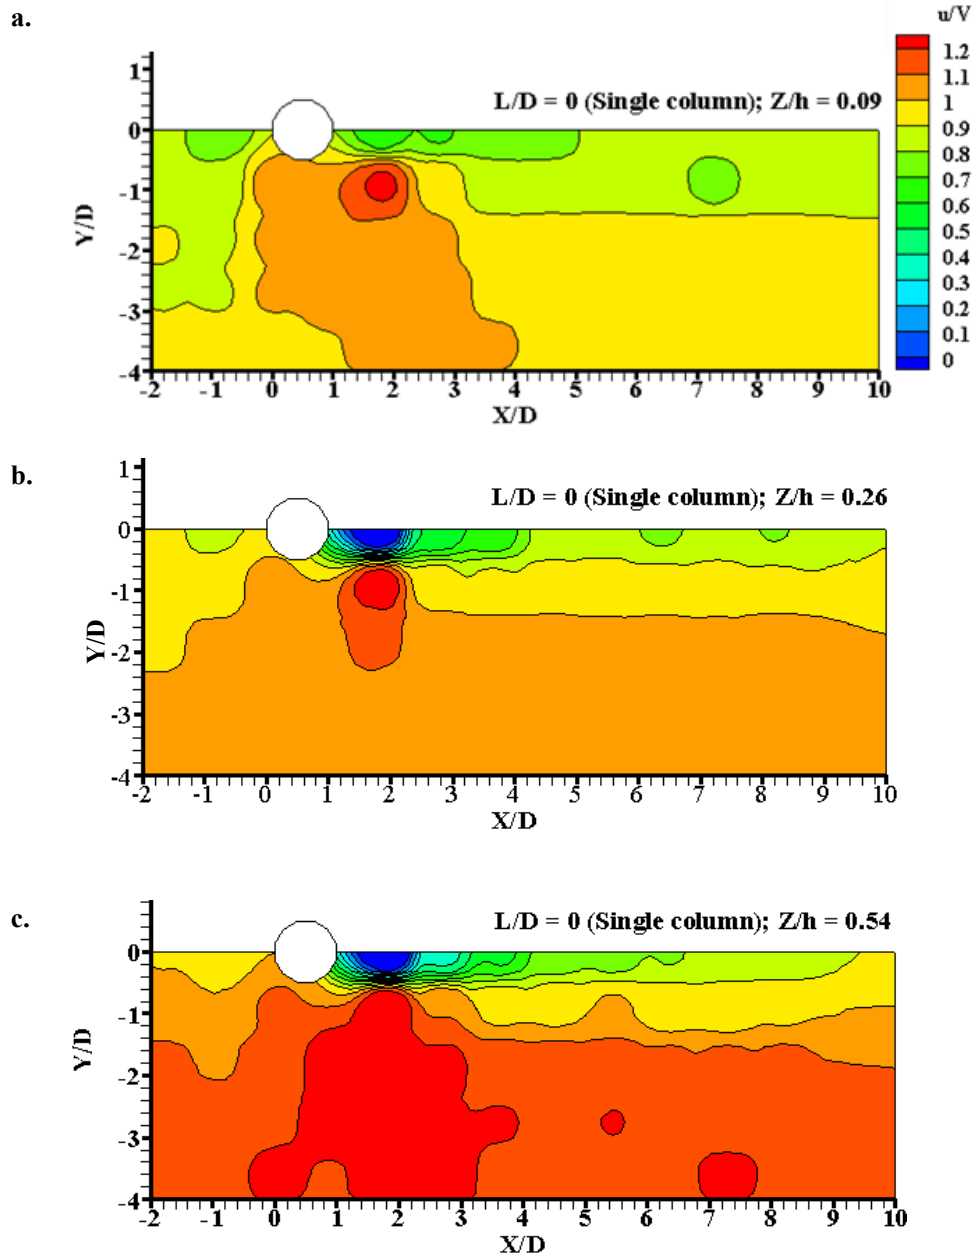 a.
u/V
L/D = 0 (Single column); Z/h = 0.09
1.2
1.1
1
0.9
0.8
0.7
0.6
0.5
0.4
0.3
0.2
0.1
0
1
0
-1
-2
-3
-4
Y/D
-2 -1 0 1 2 3 4 5 6 7 8 9 10
X/D
b.
L/D = 0 (Single column); Z/h = 0.26
1
0
-1
-2
-3
-4
Y/D
-2 -1 0 1 2 3 4 5 6 7 8 9 10
X/D
c.
L/D = 0 (Single column); Z/h = 0.54
0
-1
-2
-3
-4
Y/D
-2 -1 0 1 2 3 4 5 6 7 8 9 10
X/D